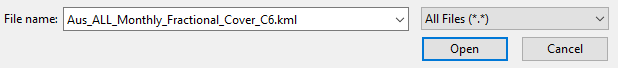 File name: Aus_ALL_Monthly_Fractional_Cover_C6.kml All Files (*.*)
Open Cancel